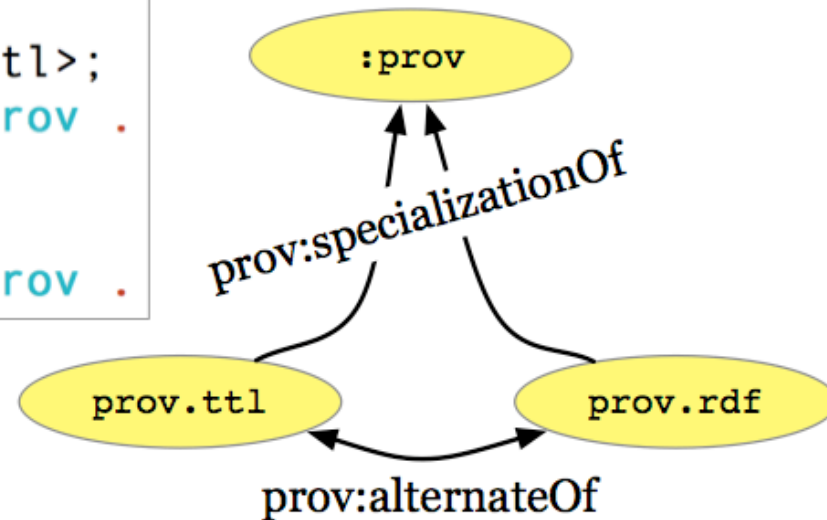 tl>;
rov .
rov .
:prov
prov:specializationOf
prov.ttl
prov.rdf
prov:alternateOf